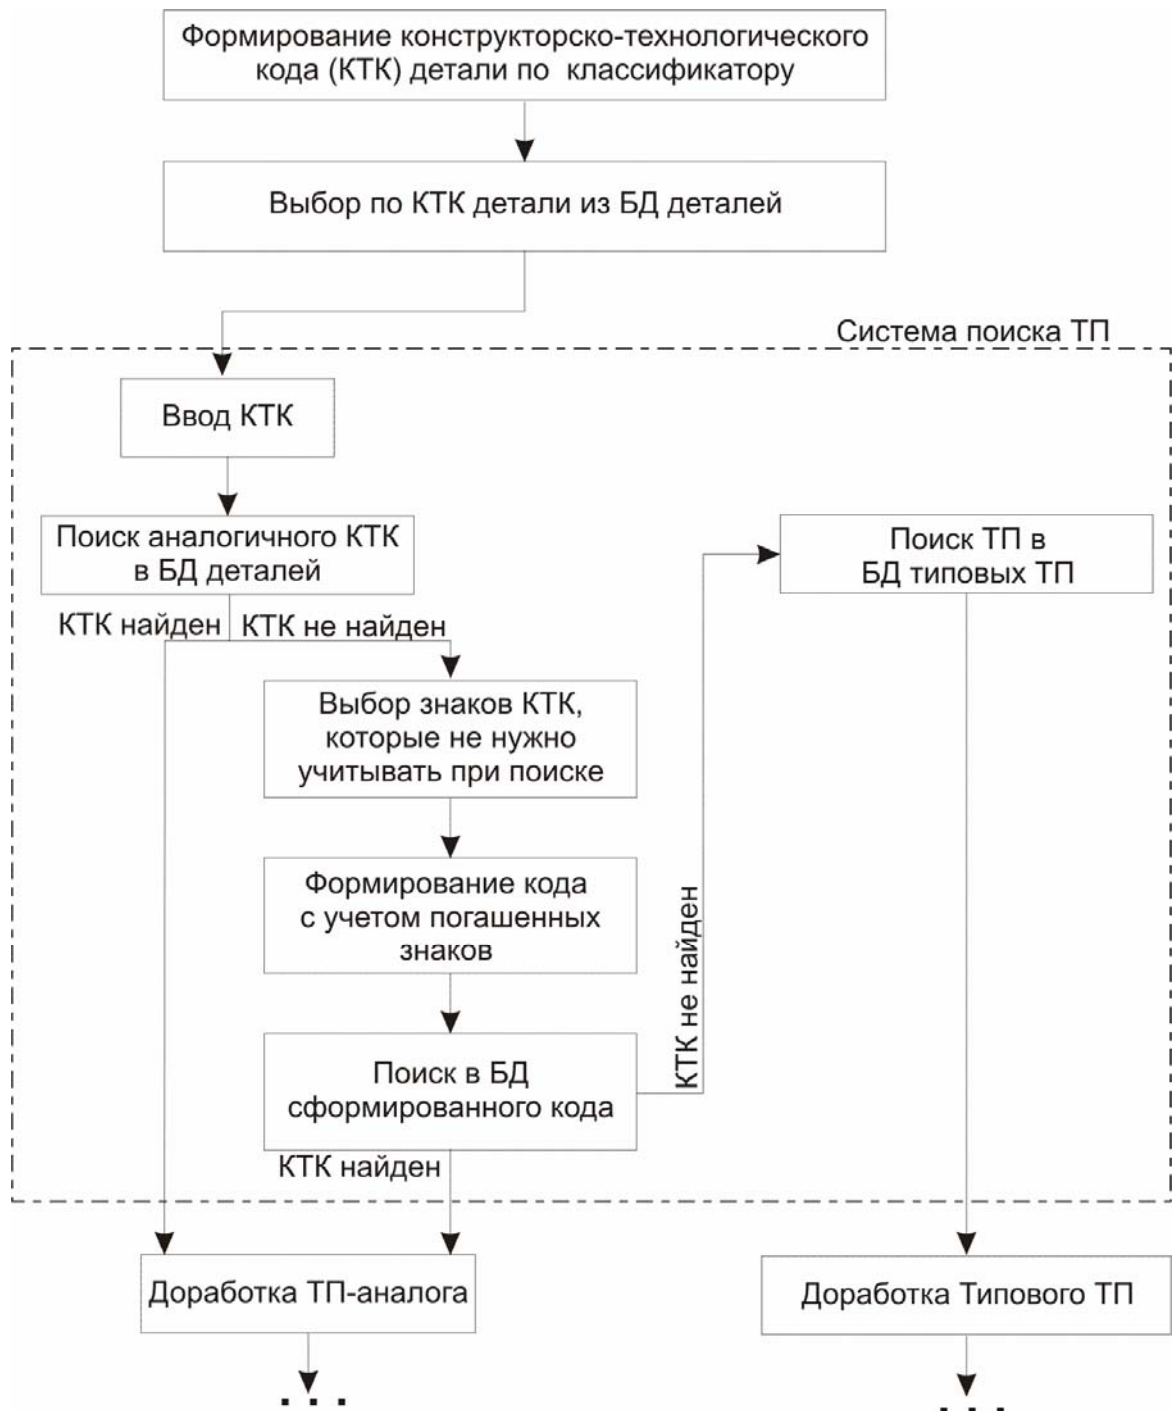 Формирование конструкторско-технологического
кода (КТК) детали по классификатору
Выбор по КТК детали из БД деталей
Система поиска ТП
Ввод КТК
Поиск аналогичного КТК
в БД деталей
Поиск ТП в
БД типовых ТП
КТК найден
КТК не найден
Выбор знаков КТК,
которые не нужно
учитывать при поиске
Формирование кода
с учетом погашенных
знаков
КТК не найден
Поиск в БД
сформированного кода
КТК найден
Доработка ТП-аналога
Доработка Типового ТП
...
...